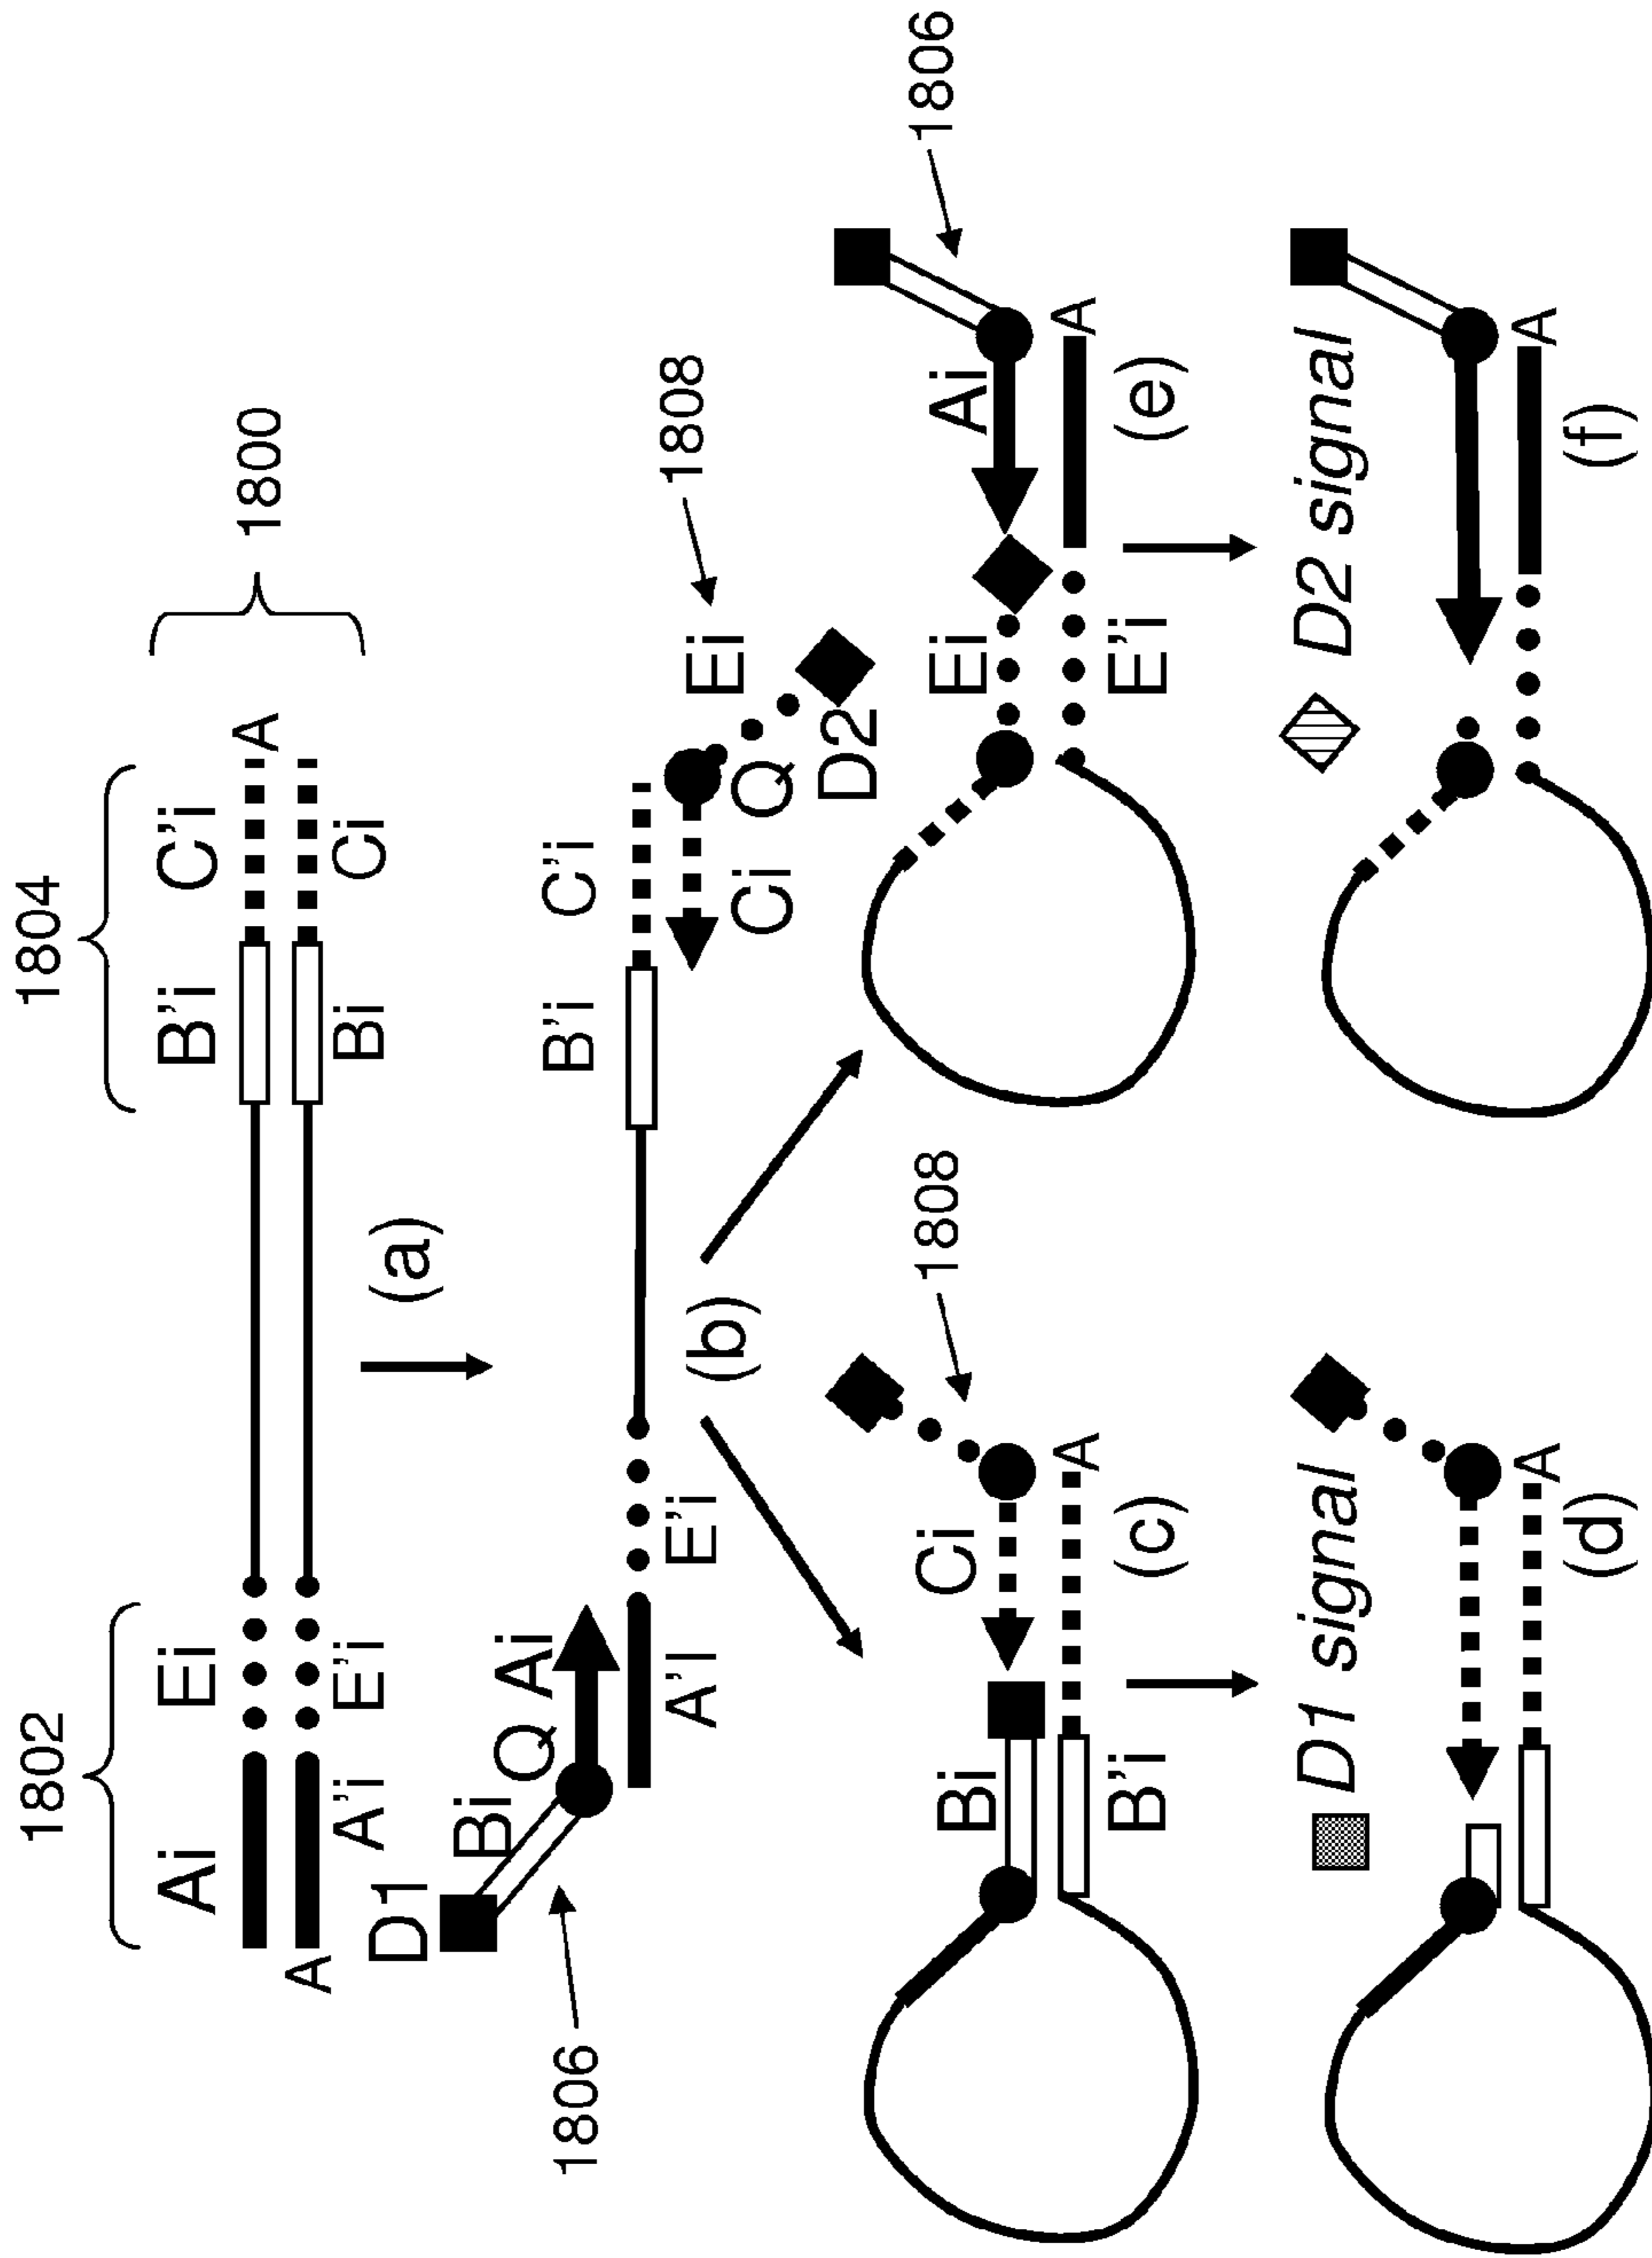 1802
1804
Ai
Ei
B'i
C'i
A
1800
A
A'i
E'i
Bi
Ci
(a)
D1
Bi
Q
Ai
B'i
C'i
Ei
1808
1806
A'i
E'i
Ci
Q
D2
(b)
1808
1806
Bi
Ci
Ei
Ai
A
A
B'i
(c)
E'i
(e)
D1 signal
D2 signal
A
A
(d)
(f)